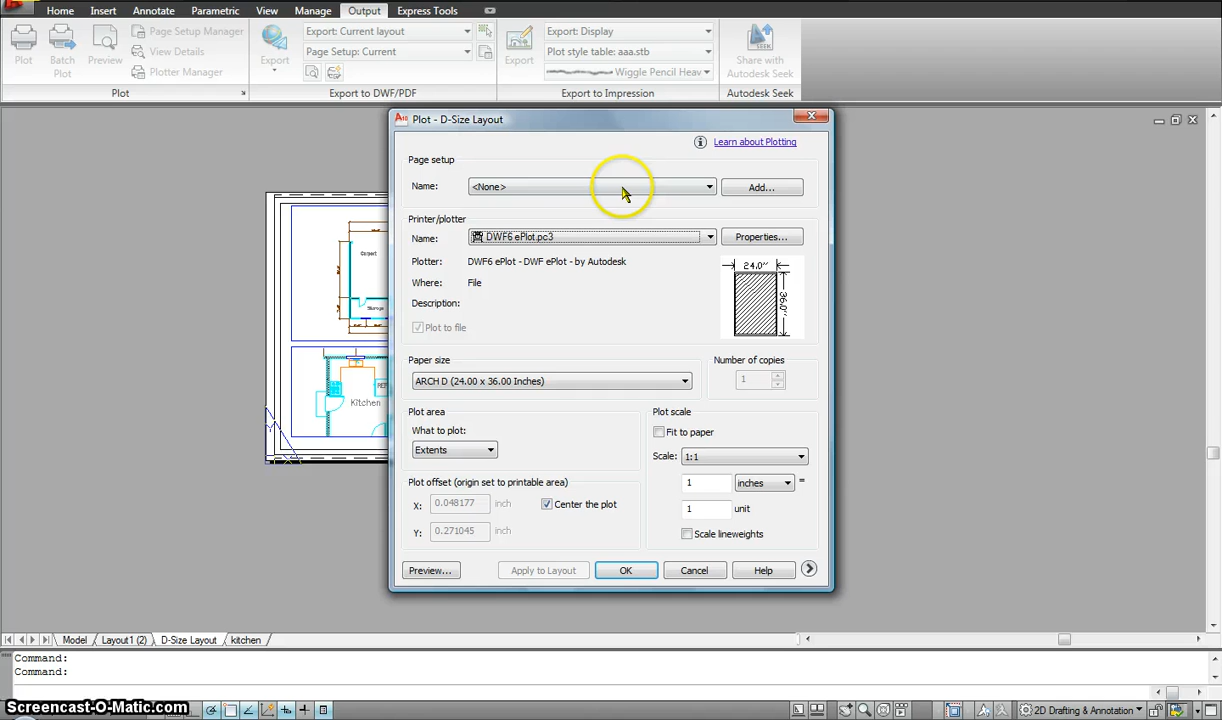 Home Insert Annotate Parametric View Manage Output Express Tools
Plot Batch Plot Preview Page Setup Manager View Details Plotter Manager
Export Export: Current layout Page Setup: Current
Export Export: Display Plot style table: aaa.stb Wiggle Pencil Heav
Share with Autodesk Seek
Plot Export to DWF/PDF Export to Impression Autodesk Seek
Plot - D-Size Layout
Learn about Plotting
Page setup
Name: <None> Add...
Printer/plotter
Name: DWF6 ePlot.pc3 Properties...
Plotter: DWF6 ePlot - DWF ePlot - by Autodesk
24.0''
36.0''
Where: File
Description:
Plot to file
Paper size Number of copies
ARCH D (24.00 x 36.00 Inches) 1
Plot area Plot scale
What to plot: Fit to paper
Extents Scale: 1:1
1 inches =
Plot offset (origin set to printable area)
X: 0.048177 inch Center the plot 1 unit
Y: 0.271045 inch Scale lineweights
Preview... Apply to Layout OK Cancel Help
Carport
Storage
Kitchen
Model Layout1 (2) D-Size Layout kitchen
Command:
Command:
Screencast-O-Matic.com
2D Drafting & Annotation